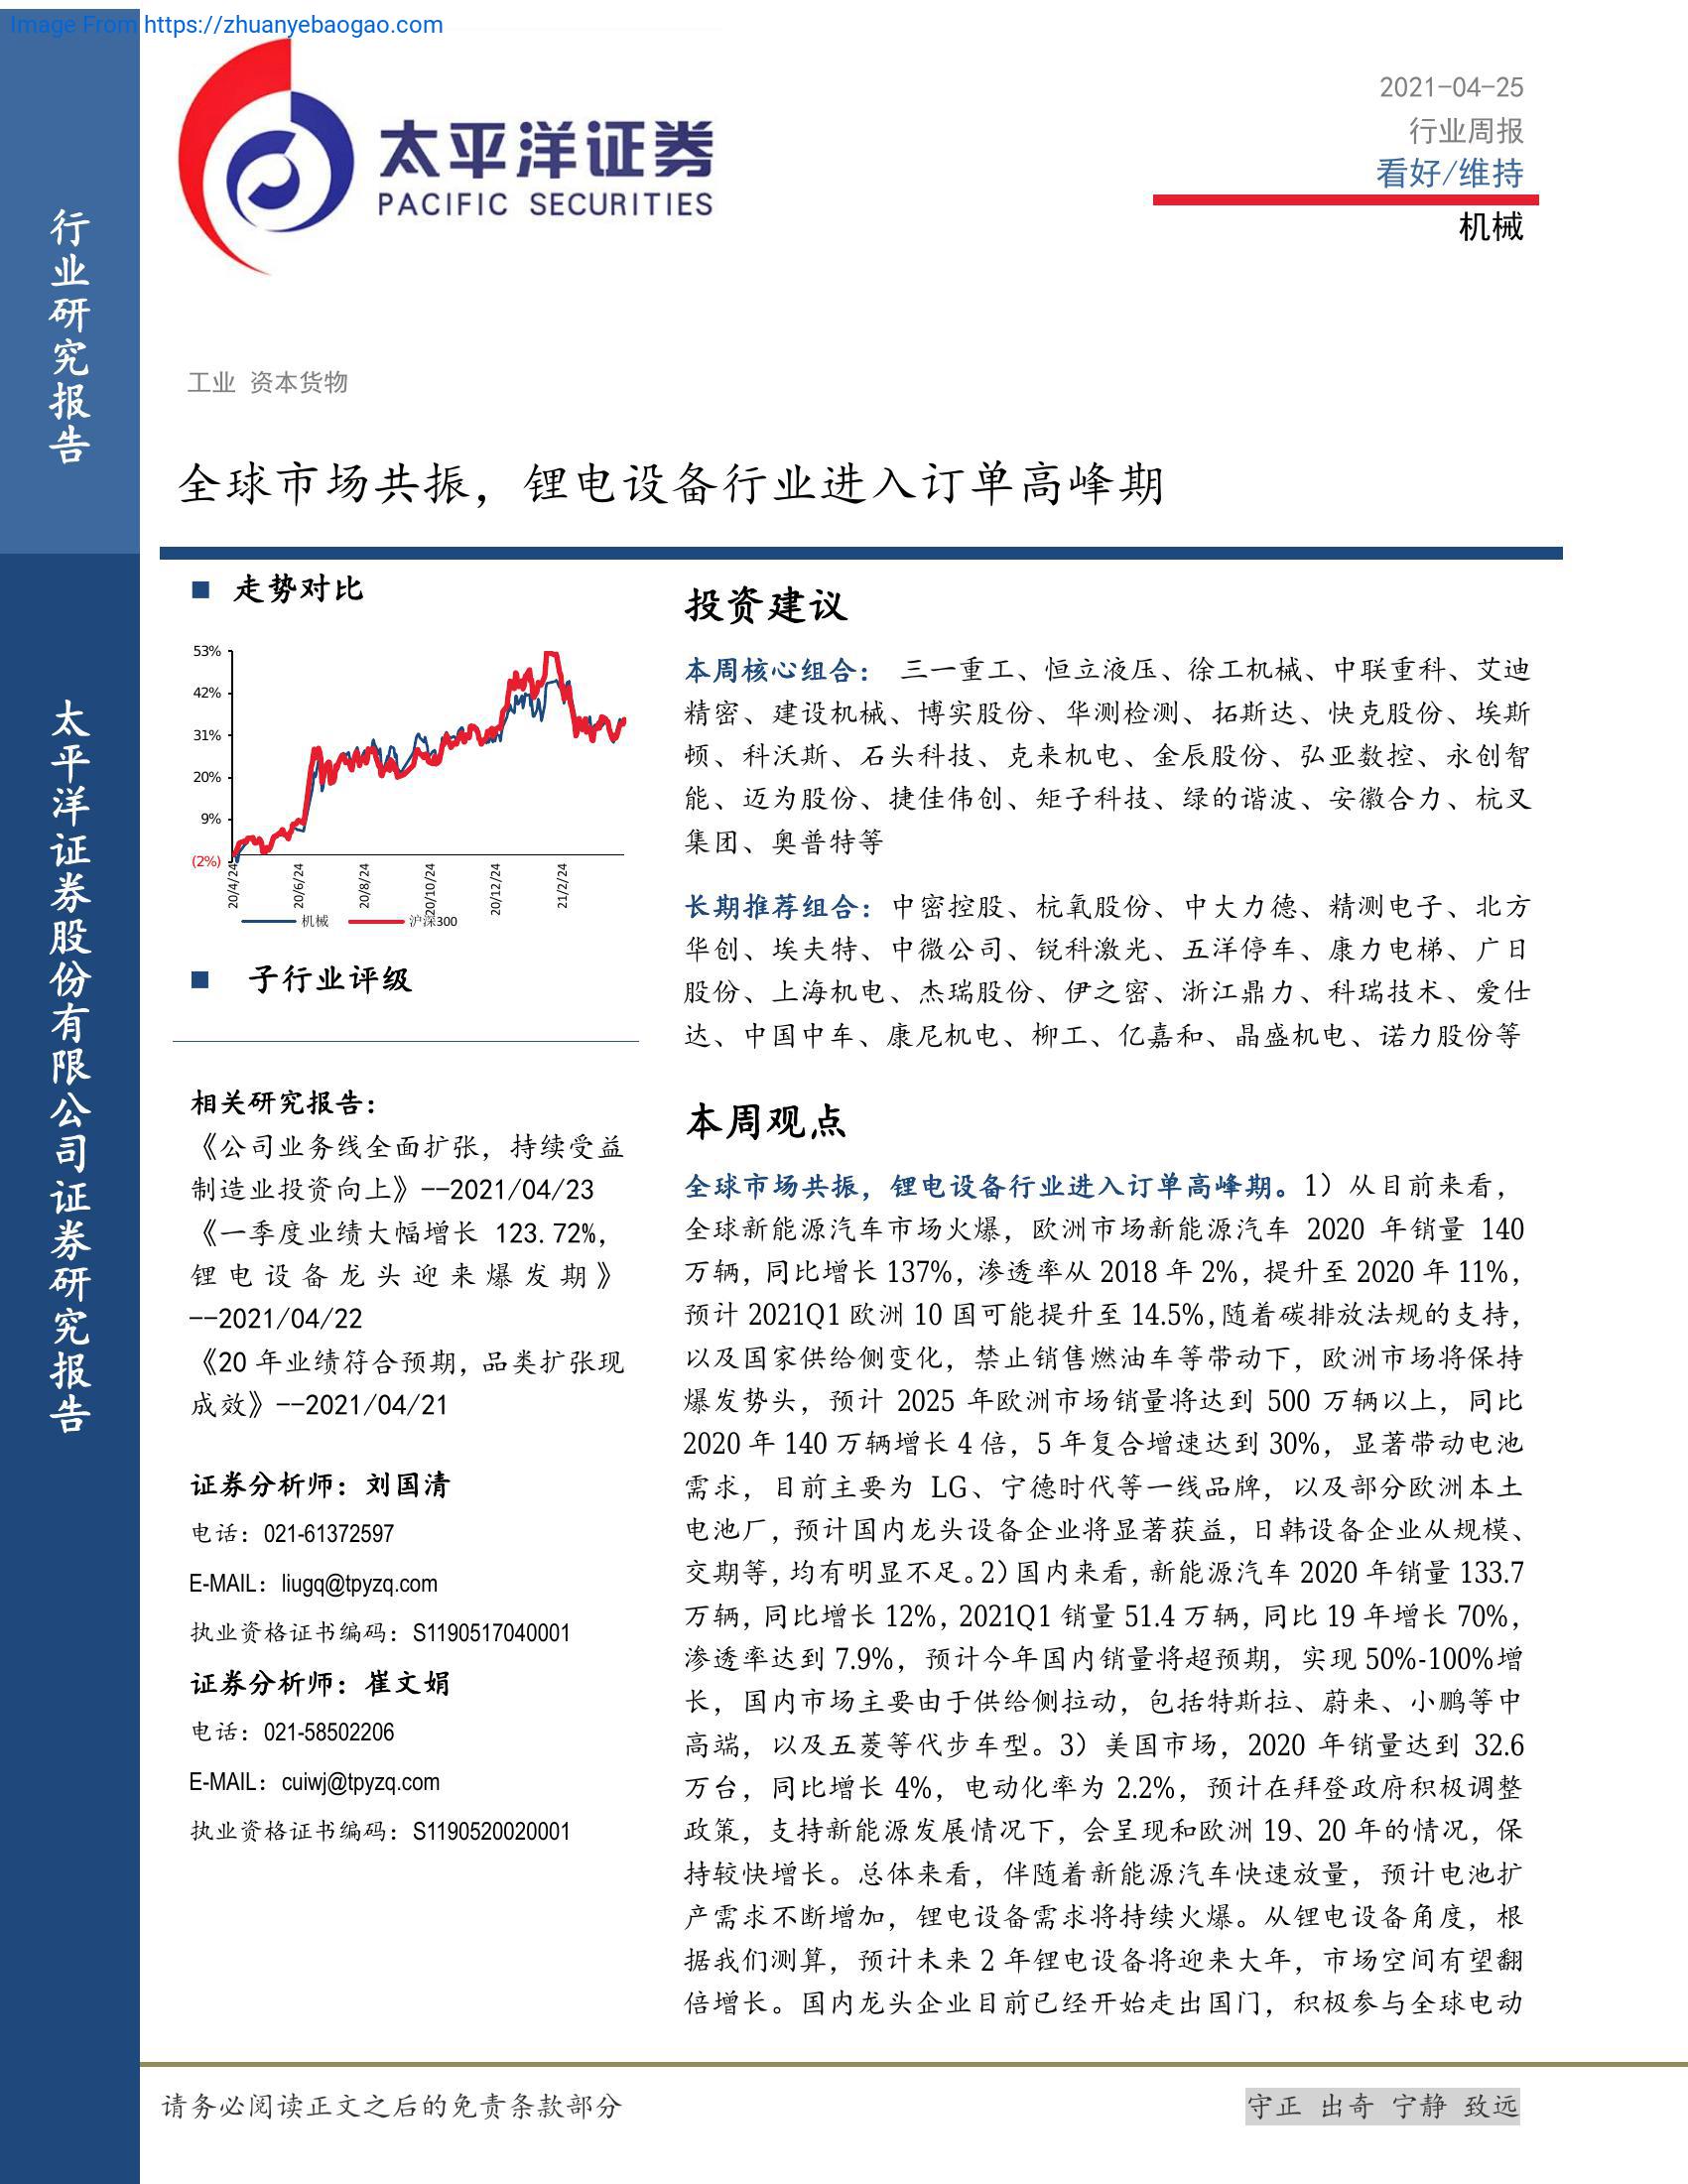 Image From https://zhuanyebaogao.com
太平洋证券
PACIFIC SECURITIES
2021-04-25
行业周报
看好/维持
机械
行业研究报告
太平洋证券股份有限公司证券研究报告
工业 资本货物
全球市场共振，锂电设备行业进入订单高峰期
■ 走势对比
53%
42%
31%
20%
9%
(2%)
20/4/24
20/6/24
20/8/24
20/10/24
20/12/24
21/2/24
机械 沪深300
■ 子行业评级
相关研究报告：
《公司业务线全面扩张，持续受益
制造业投资向上》--2021/04/23
《一季度业绩大幅增长 123.72%，
锂电设备龙头迎来爆发期》
--2021/04/22
《20 年业绩符合预期，品类扩张现
成效》--2021/04/21
证券分析师：刘国清
电话：021-61372597
E-MAIL：liugq@tpyzq.com
执业资格证书编码：S1190517040001
证券分析师：崔文娟
电话：021-58502206
E-MAIL：cuiwj@tpyzq.com
执业资格证书编码：S1190520020001
投资建议
本周核心组合： 三一重工、恒立液压、徐工机械、中联重科、艾迪
精密、建设机械、博实股份、华测检测、拓斯达、快克股份、埃斯
顿、科沃斯、石头科技、克来机电、金辰股份、弘亚数控、永创智
能、迈为股份、捷佳伟创、矩子科技、绿的谐波、安徽合力、杭叉
集团、奥普特等
长期推荐组合：中密控股、杭氧股份、中大力德、精测电子、北方
华创、埃夫特、中微公司、锐科激光、五洋停车、康力电梯、广日
股份、上海机电、杰瑞股份、伊之密、浙江鼎力、科瑞技术、爱仕
达、中国中车、康尼机电、柳工、亿嘉和、晶盛机电、诺力股份等
本周观点
全球市场共振，锂电设备行业进入订单高峰期。1）从目前来看，
全球新能源汽车市场火爆，欧洲市场新能源汽车 2020 年销量 140
万辆，同比增长 137%，渗透率从 2018 年 2%，提升至 2020 年 11%，
预计 2021Q1 欧洲 10 国可能提升至 14.5%，随着碳排放法规的支持，
以及国家供给侧变化，禁止销售燃油车等带动下，欧洲市场将保持
爆发势头，预计 2025 年欧洲市场销量将达到 500 万辆以上，同比
2020 年 140 万辆增长 4 倍，5 年复合增速达到 30%，显著带动电池
需求，目前主要为 LG、宁德时代等一线品牌，以及部分欧洲本土
电池厂，预计国内龙头设备企业将显著获益，日韩设备企业从规模、
交期等，均有明显不足。2）国内来看，新能源汽车 2020 年销量 133.7
万辆，同比增长 12%，2021Q1 销量 51.4 万辆，同比 19 年增长 70%，
渗透率达到 7.9%，预计今年国内销量将超预期，实现 50%-100%增
长，国内市场主要由于供给侧拉动，包括特斯拉、蔚来、小鹏等中
高端，以及五菱等代步车型。3）美国市场，2020 年销量达到 32.6
万台，同比增长 4%，电动化率为 2.2%，预计在拜登政府积极调整
政策，支持新能源发展情况下，会呈现和欧洲 19、20 年的情况，保
持较快增长。总体来看，伴随着新能源汽车快速放量，预计电池扩
产需求不断增加，锂电设备需求将持续火爆。从锂电设备角度，根
据我们测算，预计未来 2 年锂电设备将迎来大年，市场空间有望翻
倍增长。国内龙头企业目前已经开始走出国门，积极参与全球电动
请务必阅读正文之后的免责条款部分
守正 出奇 宁静 致远